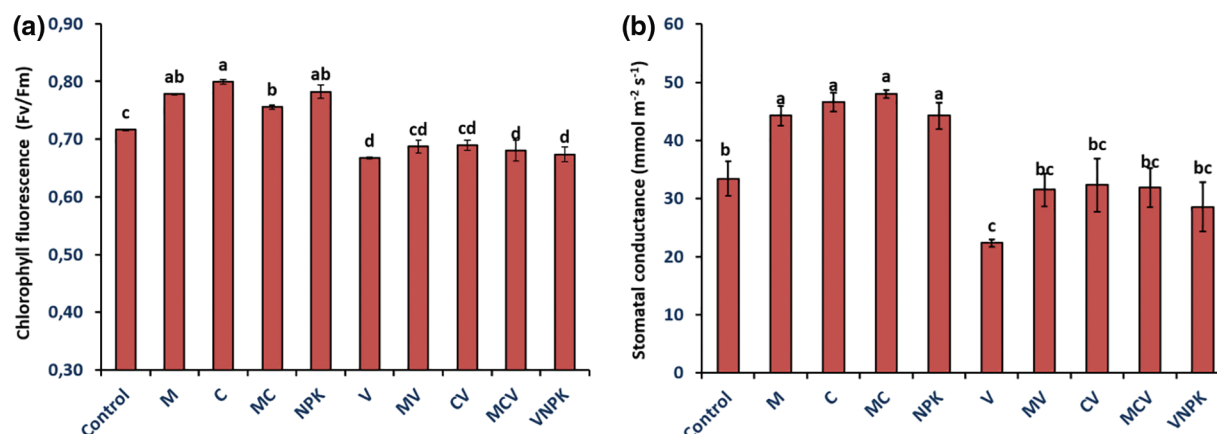 (a)
Chlorophyll fluorescence (Fv/Fm)
0,90
0,80
0,70
0,60
0,50
0,40
0,30
c
ab
a
b
ab
d
cd
cd
d
d
Control
M
C
MC
NPK
V
MV
CV
MCV
VNPK
(b)
Stomatal conductance (mmol m⁻² s⁻¹)
60
50
40
30
20
10
0
b
a
a
a
a
c
bc
bc
bc
bc
Control
M
C
MC
NPK
V
MV
CV
MCV
VNPK